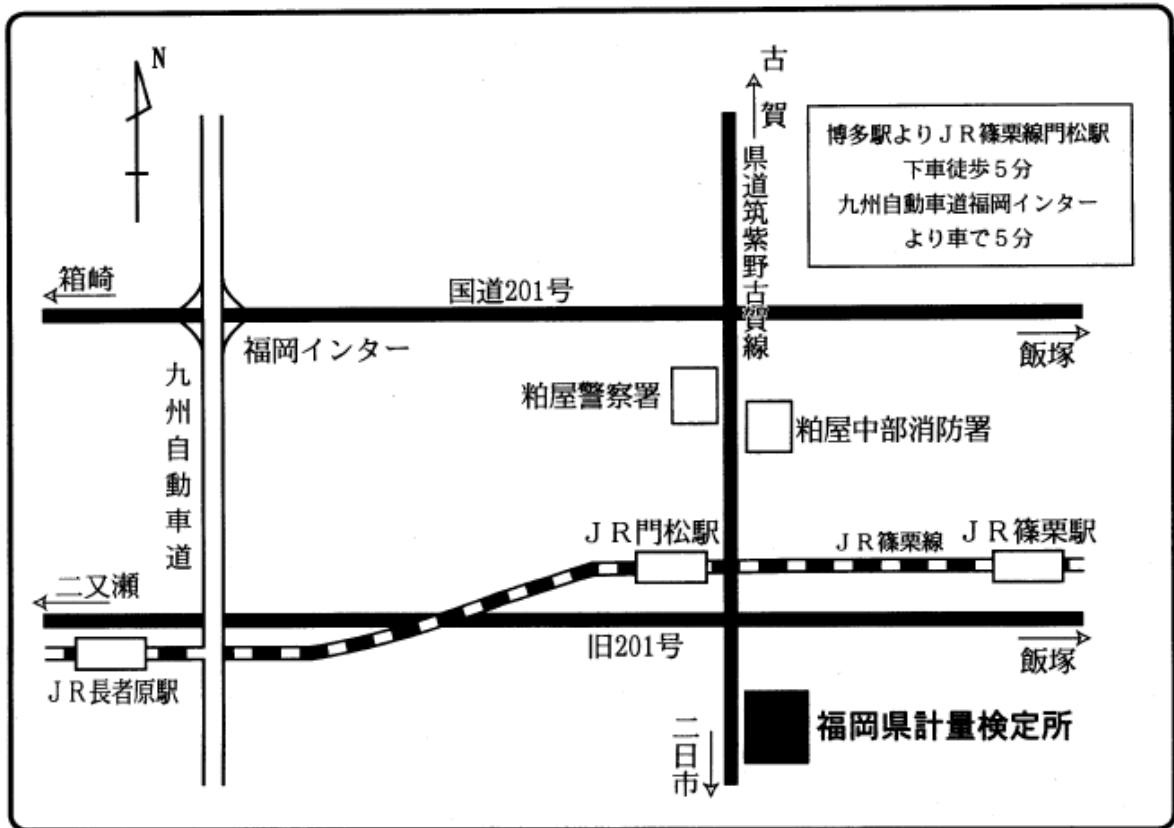 N
古賀
県道筑紫野古賀線
博多駅よりＪＲ篠栗線門松駅
下車徒歩５分
九州自動車道福岡インター
より車で５分
箱崎
国道201号
飯塚
福岡インター
九州自動車道
粕屋警察署
粕屋中部消防署
ＪＲ門松駅
ＪＲ篠栗線
ＪＲ篠栗駅
二又瀬
旧201号
飯塚
ＪＲ長者原駅
二日市
福岡県計量検定所